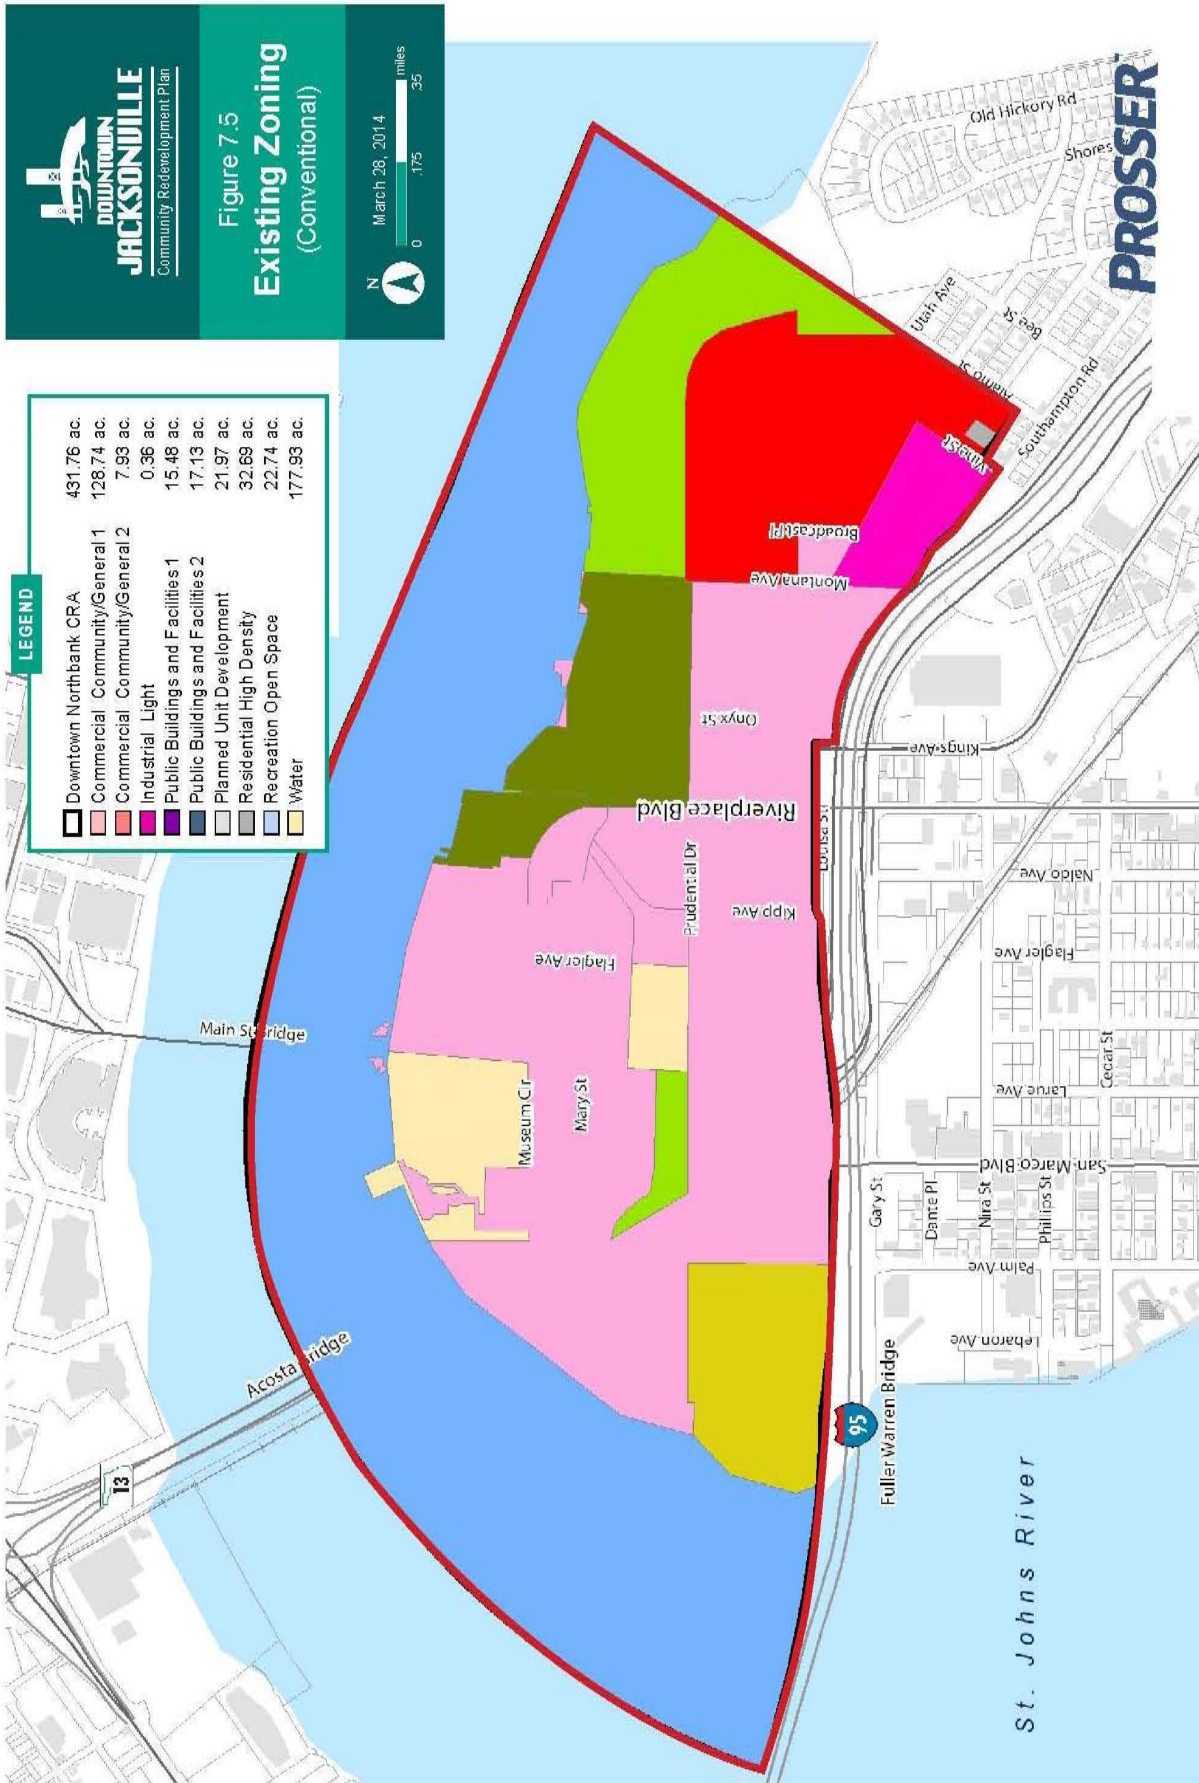 DOWNTOWN
JACKSONVILLE
Community Redevelopment Plan
Figure 7.5
Existing Zoning
(Conventional)
N
March 28, 2014
0 .175 .35 miles
LEGEND
Downtown Northbank CRA 431.76 ac.
Commercial Community/General 1 128.74 ac.
Commercial Community/General 2 7.93 ac.
Industrial Light 0.36 ac.
Public Buildings and Facilities 1 15.48 ac.
Public Buildings and Facilities 2 17.13 ac.
Planned Unit Development 21.97 ac.
Residential High Density 32.69 ac.
Recreation Open Space 22.74 ac.
Water 177.93 ac.
13
Acosta Bridge
Main St Bridge
Museum Cir
Mary St
Flagler Ave
Prudential Dr
Kipp Ave
Riverplace Blvd
Onyx St
Montana Ave
Broadcast Pl
Vine St
Alamo St
Utah Ave
Bee St
Southampton Rd
Old Hickory Rd
Shores
Louisa St
Kings Ave
Naldo Ave
Flagler Ave
Larue Ave
Cedar St
San Marco Blvd
Gary St
Dante Pl
Nira St
Phillips St
Palm Ave
Lebaron Ave
95
Fuller Warren Bridge
St. Johns River
PROSSER